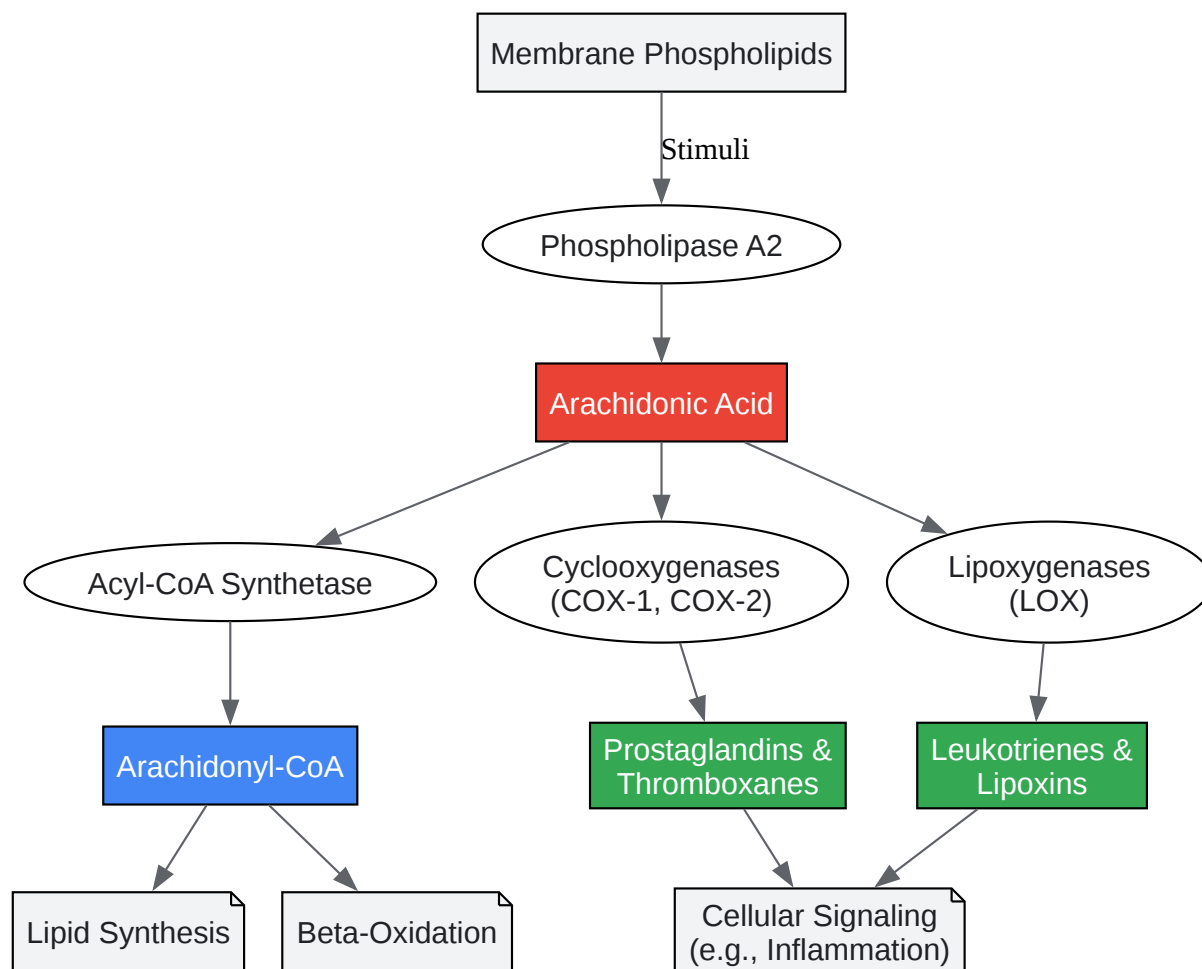 Membrane Phospholipids
Stimuli
Phospholipase A2
Arachidonic Acid
Acyl-CoA Synthetase
Cyclooxygenases
(COX-1, COX-2)
Lipoxygenases
(LOX)
Arachidonyl-CoA
Prostaglandins &
Thromboxanes
Leukotrienes &
Lipoxins
Lipid Synthesis
Beta-Oxidation
Cellular Signaling
(e.g., Inflammation)